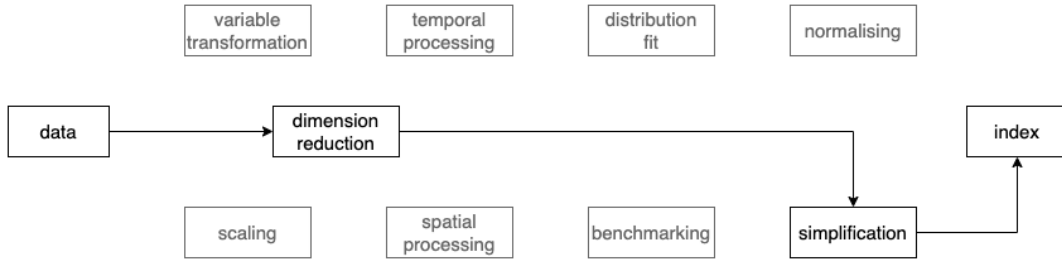 variable
transformation
temporal
processing
distribution
fit
normalising
data
dimension
reduction
index
scaling
spatial
processing
benchmarking
simplification